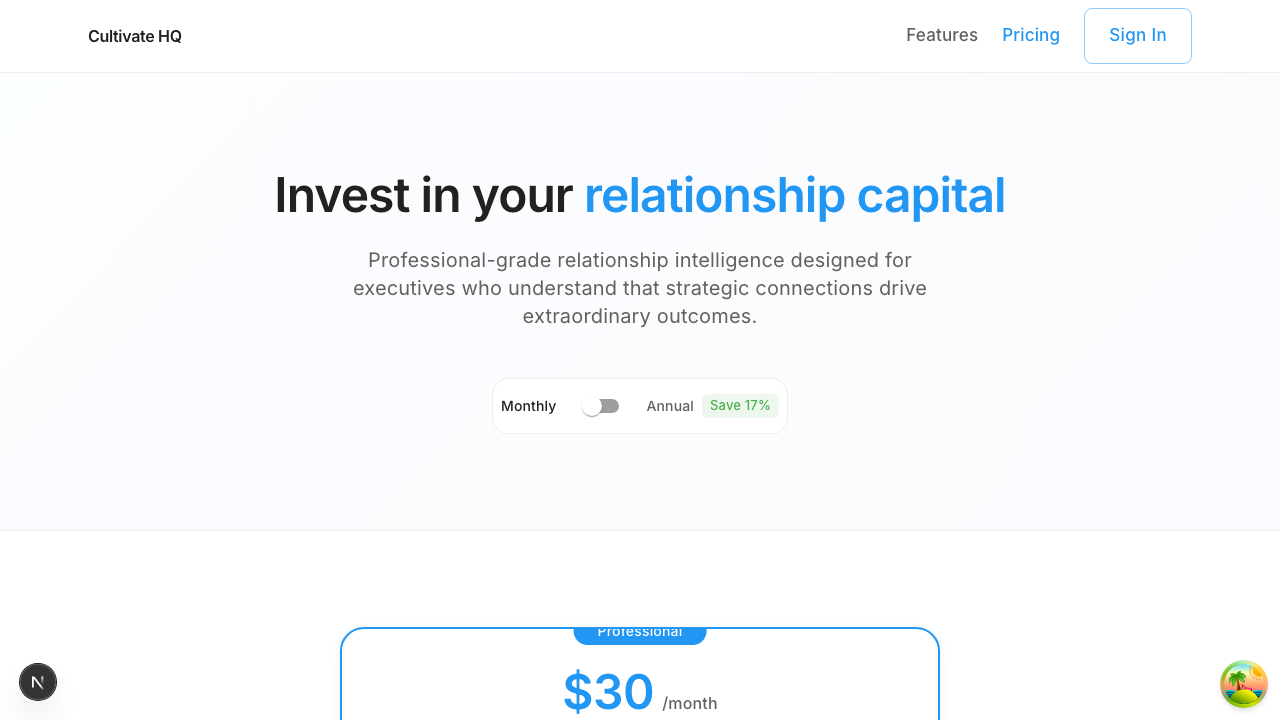 Cultivate HQ
Features
Pricing
Sign In
Invest in your relationship capital
Professional-grade relationship intelligence designed for
executives who understand that strategic connections drive
extraordinary outcomes.
Monthly
Annual
Save 17%
Professional
$30 /month
N